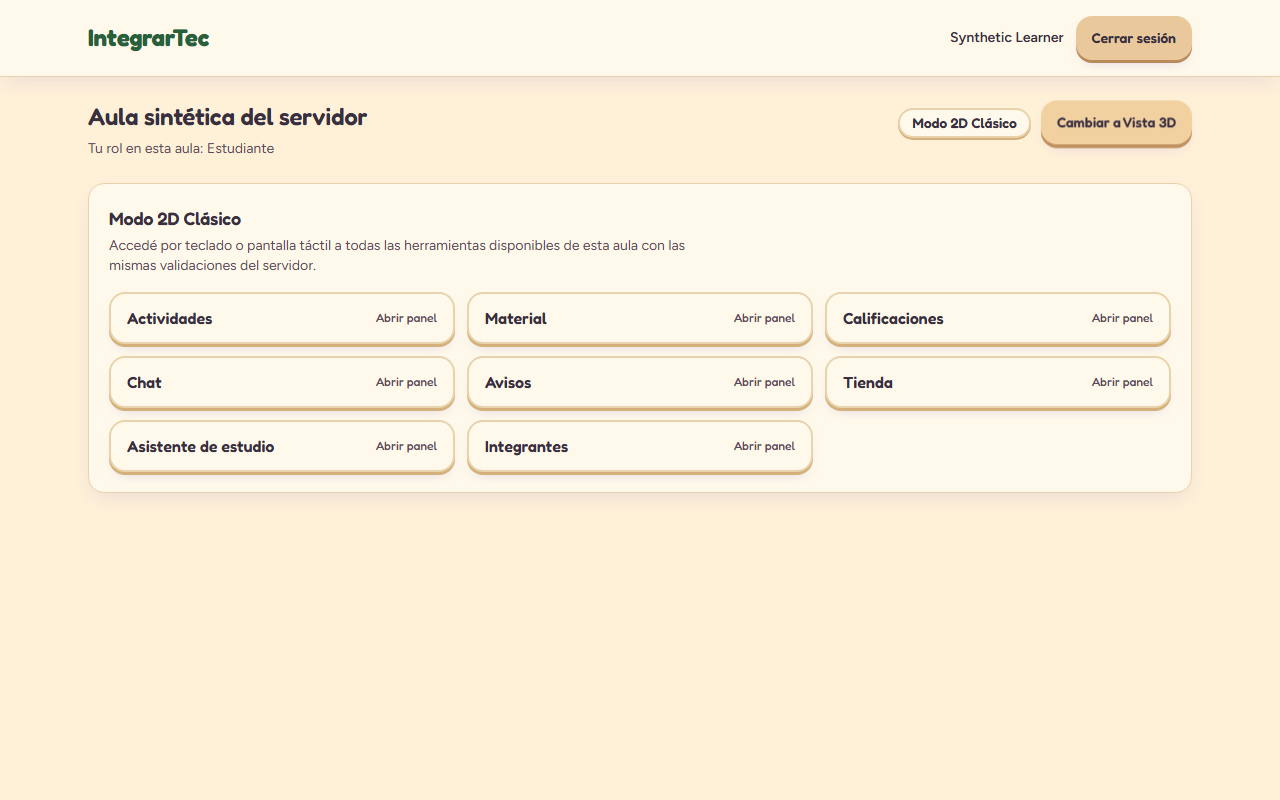 IntegrarTec
Synthetic Learner
Cerrar sesión
Aula sintética del servidor
Tu rol en esta aula: Estudiante
Modo 2D Clásico
Cambiar a Vista 3D
Modo 2D Clásico
Accedé por teclado o pantalla táctil a todas las herramientas disponibles de esta aula con las
mismas validaciones del servidor.
Actividades
Abrir panel
Material
Abrir panel
Calificaciones
Abrir panel
Chat
Abrir panel
Avisos
Abrir panel
Tienda
Abrir panel
Asistente de estudio
Abrir panel
Integrantes
Abrir panel